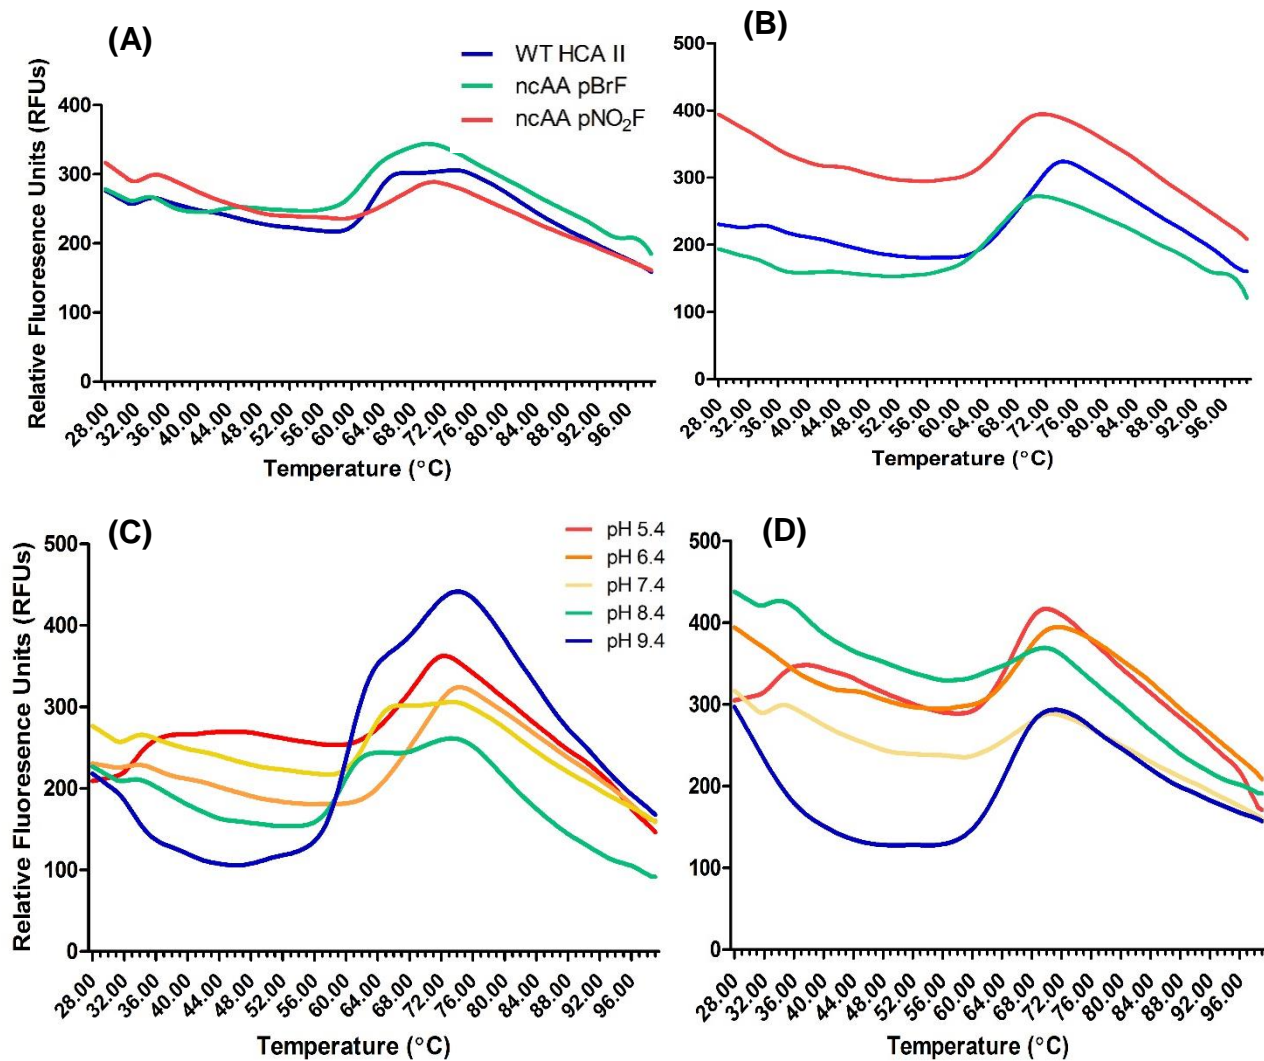 (A)
WT HCA II
ncAA pBrF
ncAA pNO₂F
Relative Fluoresence Units (RFUs)
400
300
200
100
0
28.00 32.00 36.00 40.00 44.00 48.00 52.00 56.00 60.00 64.00 68.00 72.00 76.00 80.00 84.00 88.00 92.00 96.00
Temperature (°C)
(B)
500
400
300
200
100
0
28.00 32.00 36.00 40.00 44.00 48.00 52.00 56.00 60.00 64.00 68.00 72.00 76.00 80.00 84.00 88.00 92.00 96.00
Temperature (°C)
(C)
pH 5.4
pH 6.4
pH 7.4
pH 8.4
pH 9.4
Relative Fluoresence Units (RFUs)
500
400
300
200
100
0
28.00 32.00 36.00 40.00 44.00 48.00 52.00 56.00 60.00 64.00 68.00 72.00 76.00 80.00 84.00 88.00 92.00 96.00
Temperature (°C)
(D)
500
400
300
200
100
0
28.00 32.00 36.00 40.00 44.00 48.00 52.00 56.00 60.00 64.00 68.00 72.00 76.00 80.00 84.00 88.00 92.00 96.00
Temperature (°C)